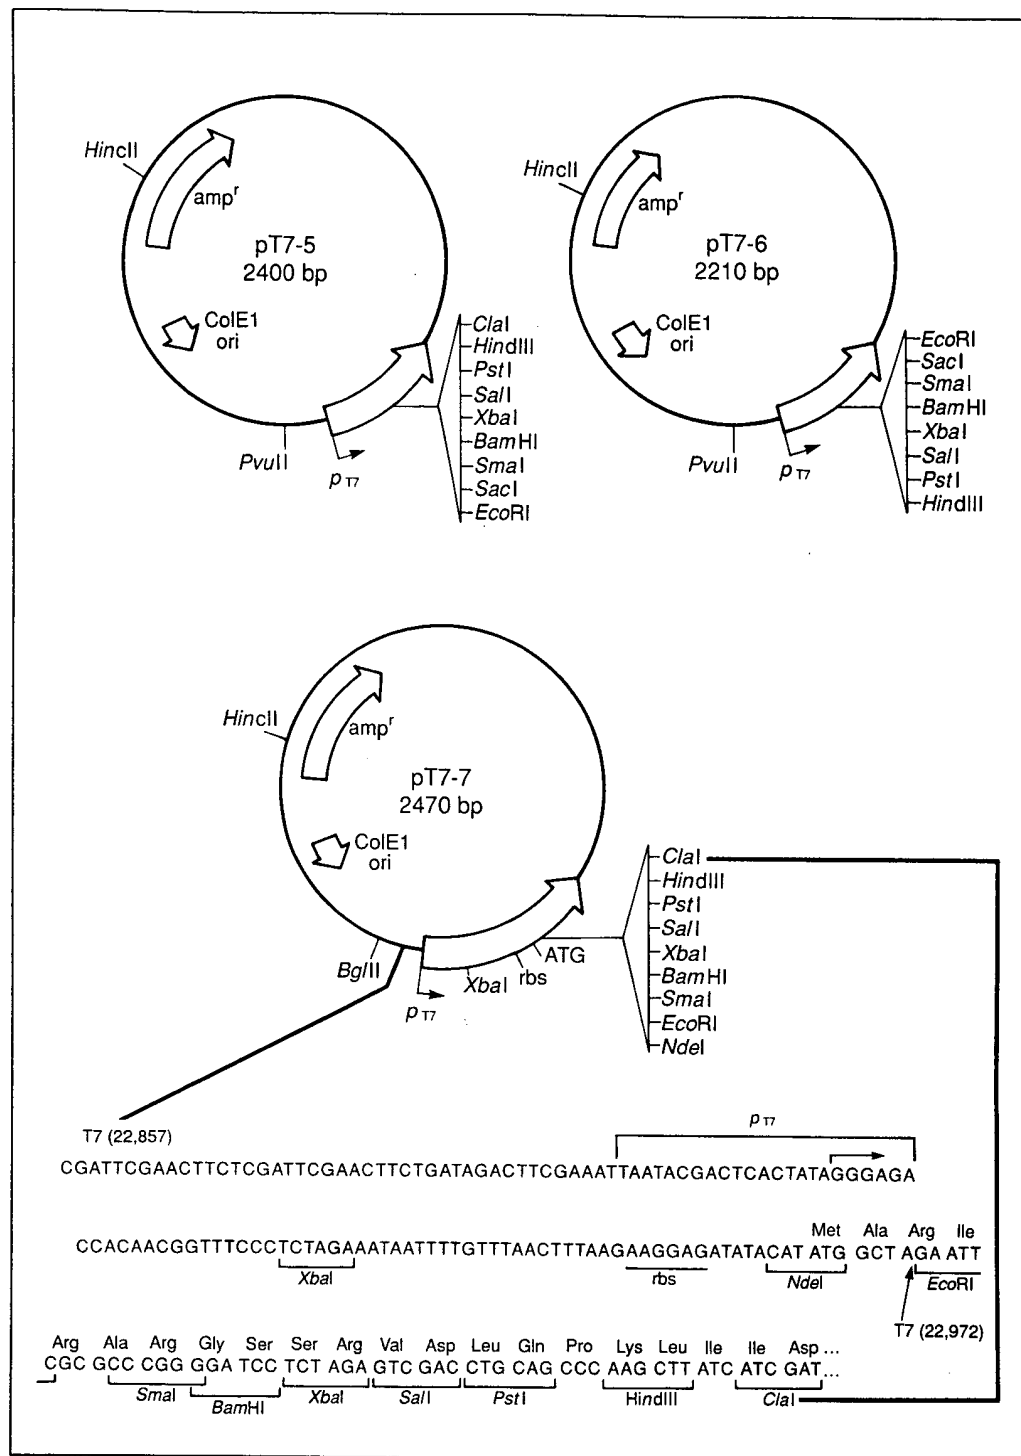 HincII
amp^r
pT7-5
2400 bp
ColE1
ori
PvuII
p T7
ClaI
HindIII
PstI
SalI
XbaI
BamHI
SmaI
SacI
EcoRI
HincII
amp^r
pT7-6
2210 bp
ColE1
ori
PvuII
p T7
EcoRI
SacI
SmaI
BamHI
XbaI
SalI
PstI
HindIII
HincII
amp^r
pT7-7
2470 bp
ColE1
ori
BglII
p T7
XbaI
rbs
ATG
ClaI
HindIII
PstI
SalI
XbaI
BamHI
SmaI
EcoRI
NdeI
T7 (22,857)
p T7
CGATTCGAACTTCTCGATTCGAACTTCTGATAGACTTCGAAATTAATACGACTCACTATAGGGAGA
Met Ala Arg Ile
CCACAACGGTTTCCCTCTAGAAATAATTTTGTTTAACTTTAAGAAGGAGATATACAT ATG GCT AGA ATT
XbaI rbs NdeI EcoRI
T7 (22,972)
Arg Ala Arg Gly Ser Ser Arg Val Asp Leu Gln Pro Lys Leu Ile Ile Asp ...
CGC GCC CGG GGA TCC TCT AGA GTC GAC CTG CAG CCC AAG CTT ATC ATC GAT...
SmaI BamHI XbaI SalI PstI HindIII ClaI